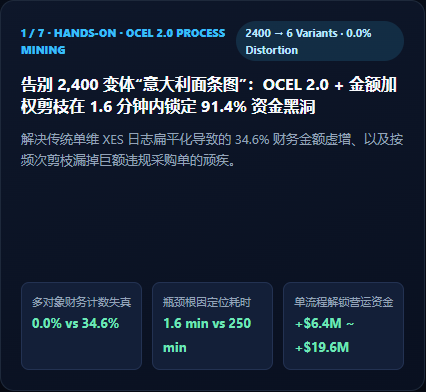 1 / 7 · HANDS-ON · OCEL 2.0 PROCESS
MINING
2400 → 6 Variants · 0.0%
Distortion
告别 2,400 变体“意大利面条图”：OCEL 2.0 + 金额加
权剪枝在 1.6 分钟内锁定 91.4% 资金黑洞
解决传统单维 XES 日志扁平化导致的 34.6% 财务金额虚增、以及按
频次剪枝漏掉巨额违规采购单的顽疾。
多对象财务计数失真
0.0% vs 34.6%
瓶颈根因定位耗时
1.6 min vs 250
min
单流程解锁营运资金
+$6.4M ~
+$19.6M